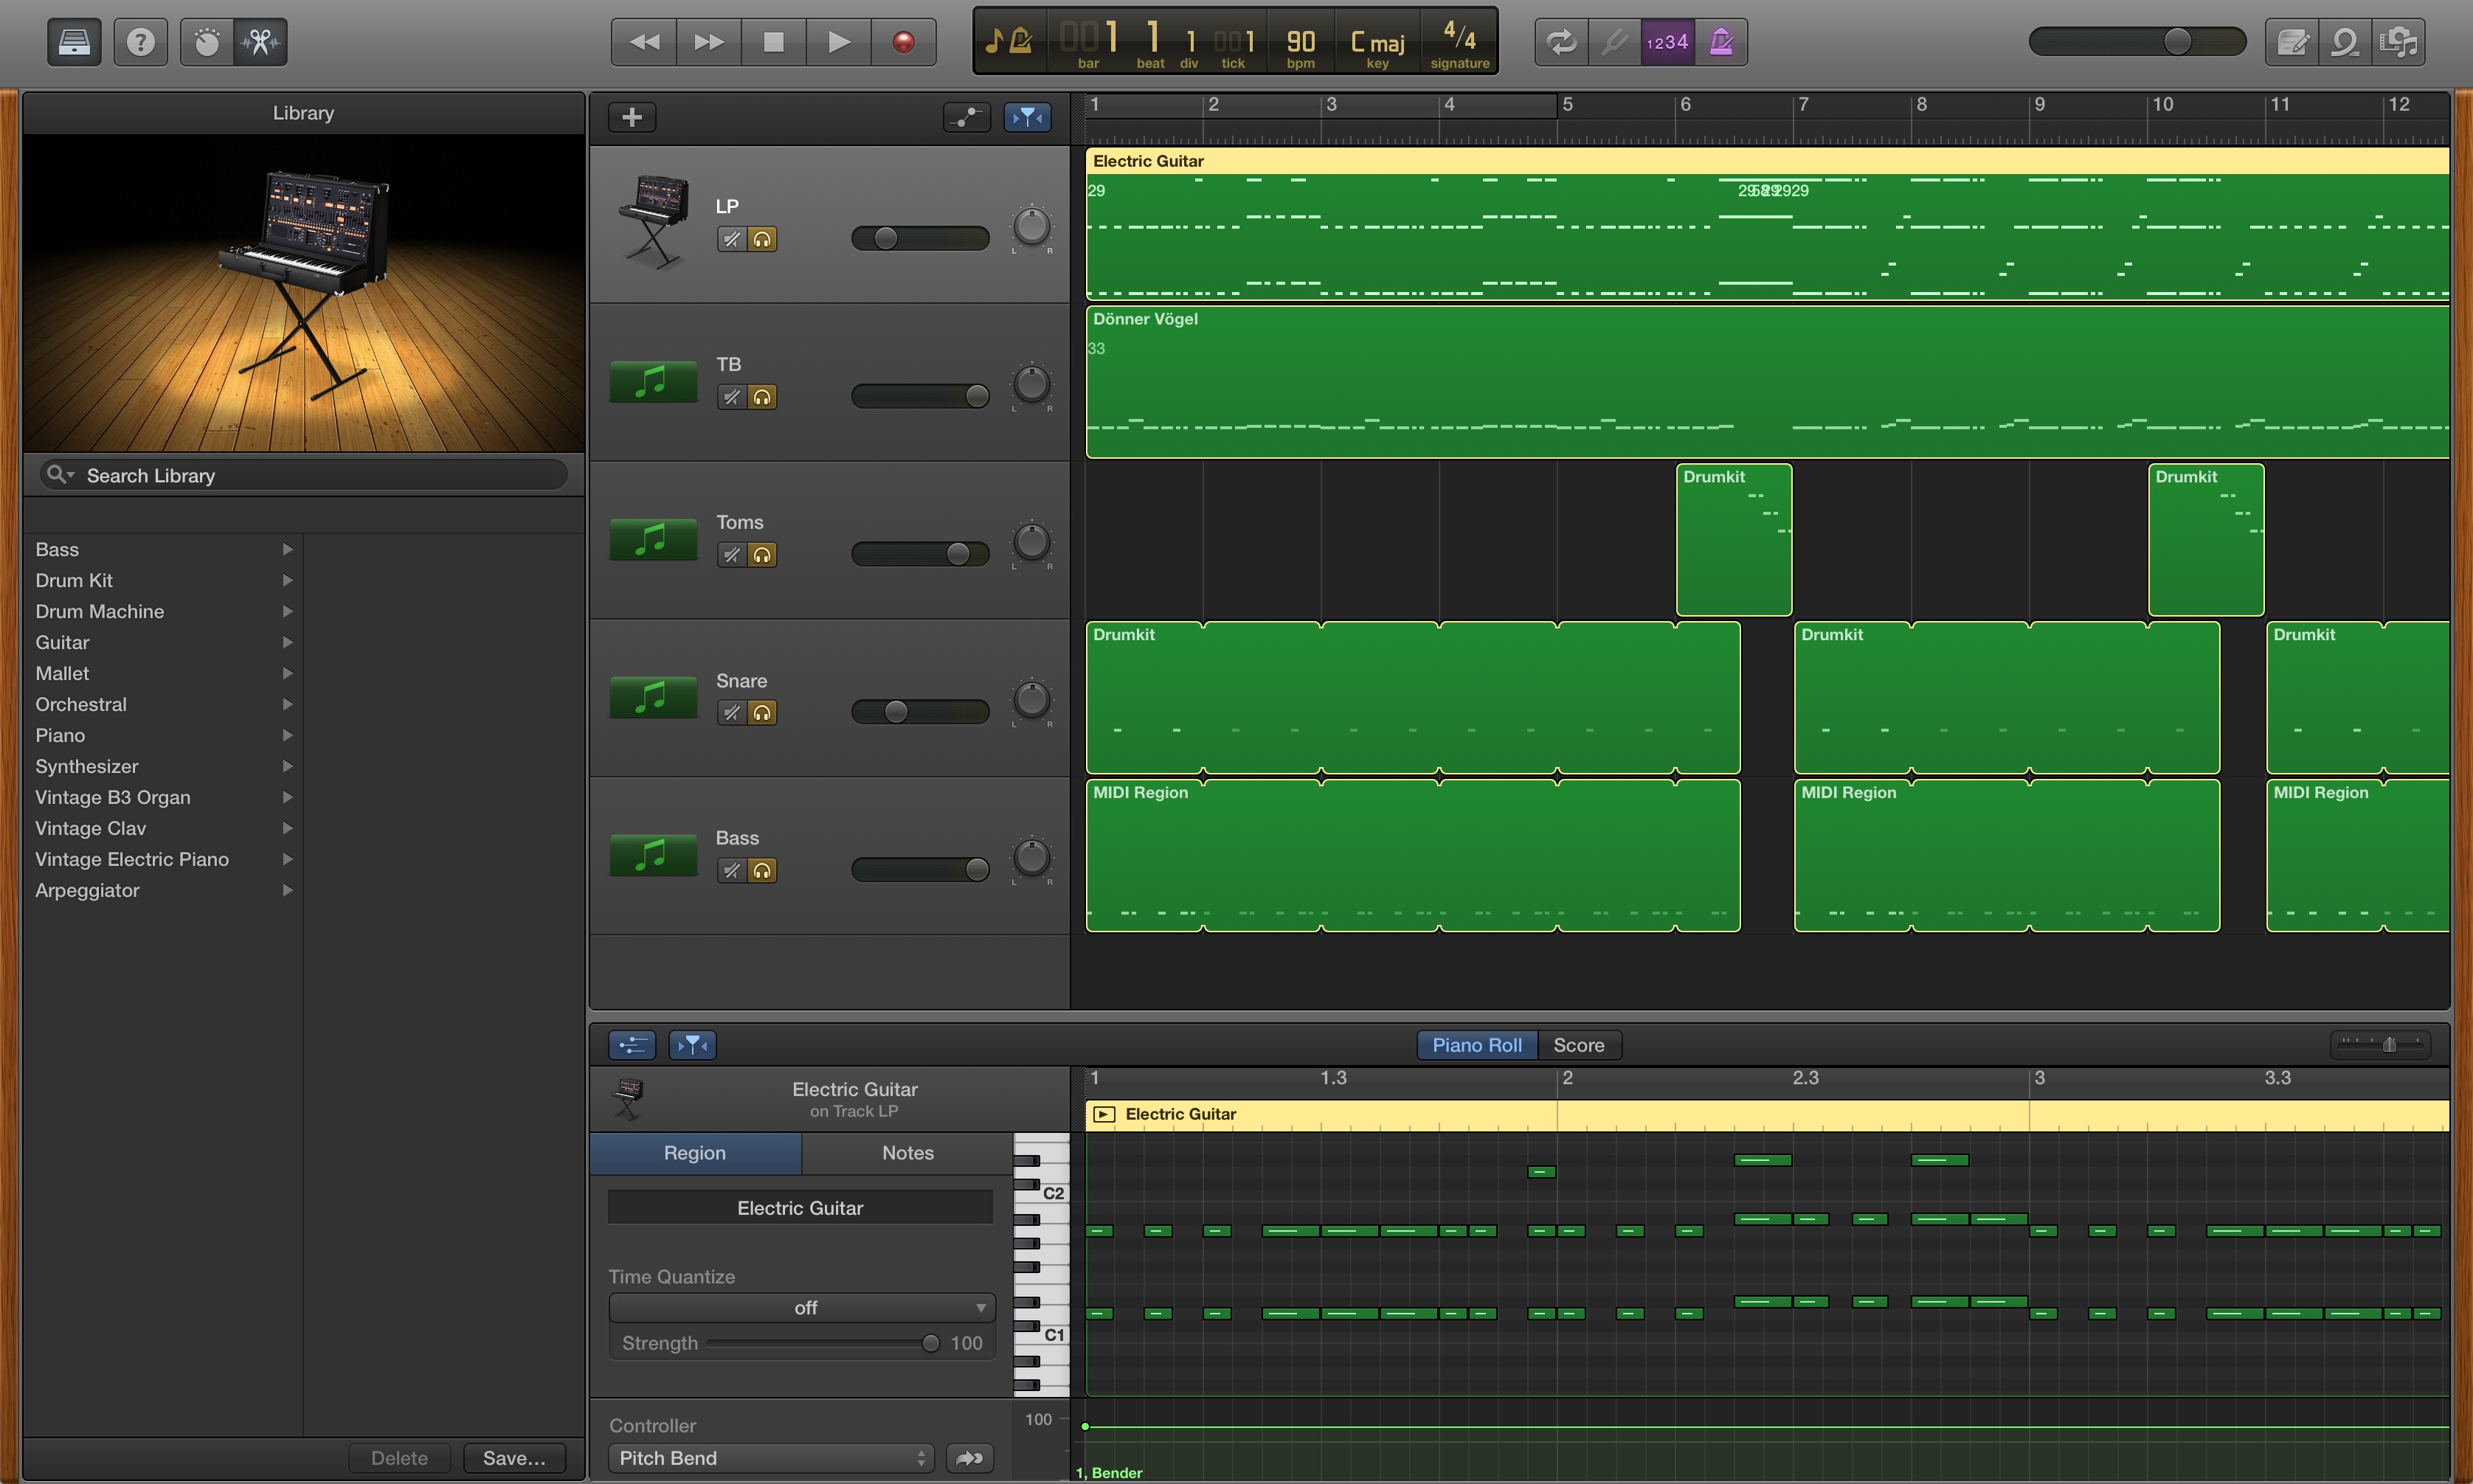 001 1 1 001 90 C maj 4/4
bar beat div tick bpm key signature
1234
Library
Search Library
Bass
Drum Kit
Drum Machine
Guitar
Mallet
Orchestral
Piano
Synthesizer
Vintage B3 Organ
Vintage Clav
Vintage Electric Piano
Arpeggiator
Delete Save...
LP
L R
TB
L R
Toms
L R
Snare
L R
Bass
L R
1 2 3 4 5 6 7 8 9 10 11 12
Electric Guitar
29
Dönner Vögel
33
Drumkit Drumkit
Drumkit Drumkit Drumkit
MIDI Region MIDI Region MIDI Region
Piano Roll Score
Electric Guitar
on Track LP
Region Notes
Electric Guitar
Time Quantize
off
Strength 100
Controller
Pitch Bend
1 1.3 2 2.3 3 3.3
Electric Guitar
C2
C1
100
1, Bender